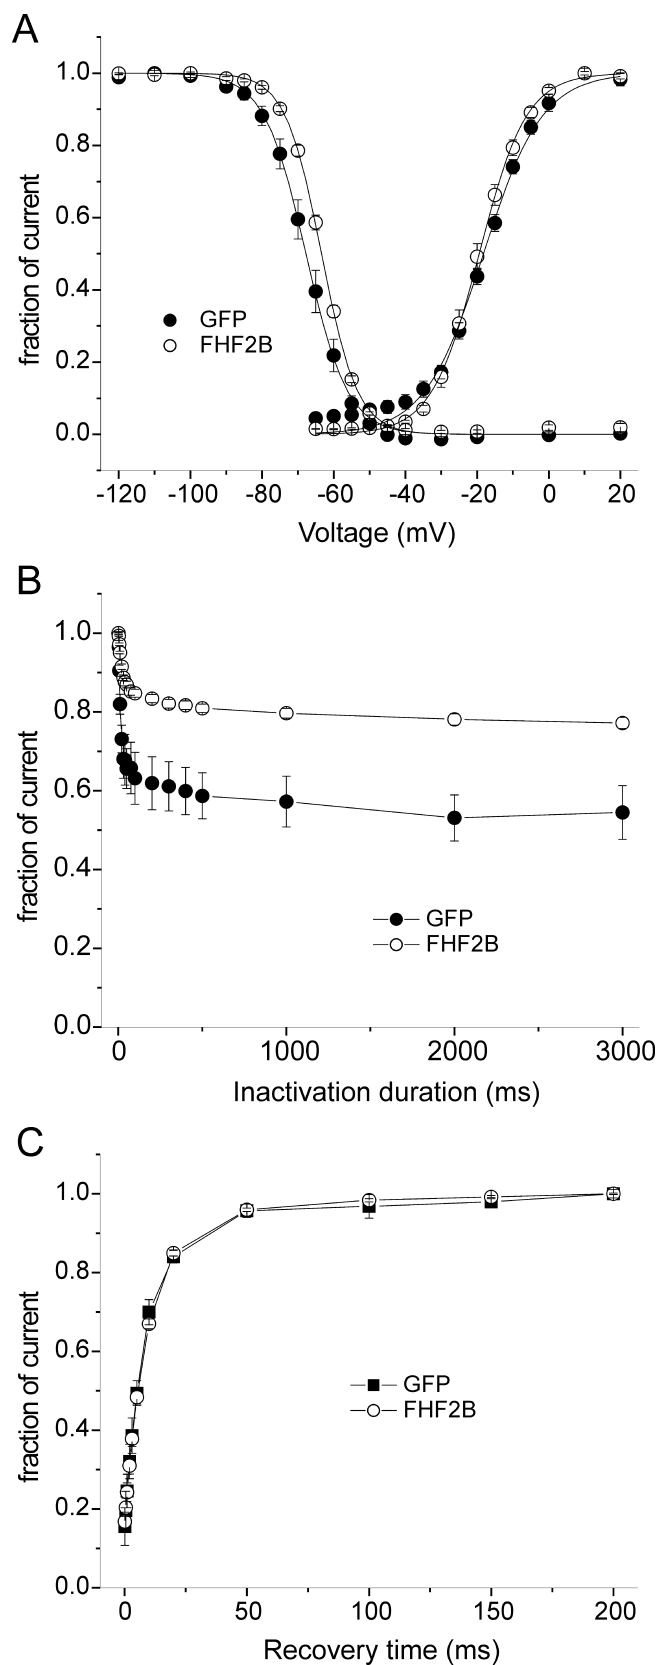 A
1.0
0.8
0.6
0.4
0.2
0.0
fraction of current
GFP
FHF2B
-120 -100 -80 -60 -40 -20 0 20
Voltage (mV)
B
1.0
0.8
0.6
0.4
0.2
0.0
fraction of current
GFP
FHF2B
0 1000 2000 3000
Inactivation duration (ms)
C
1.0
0.8
0.6
0.4
0.2
0.0
fraction of current
GFP
FHF2B
0 50 100 150 200
Recovery time (ms)